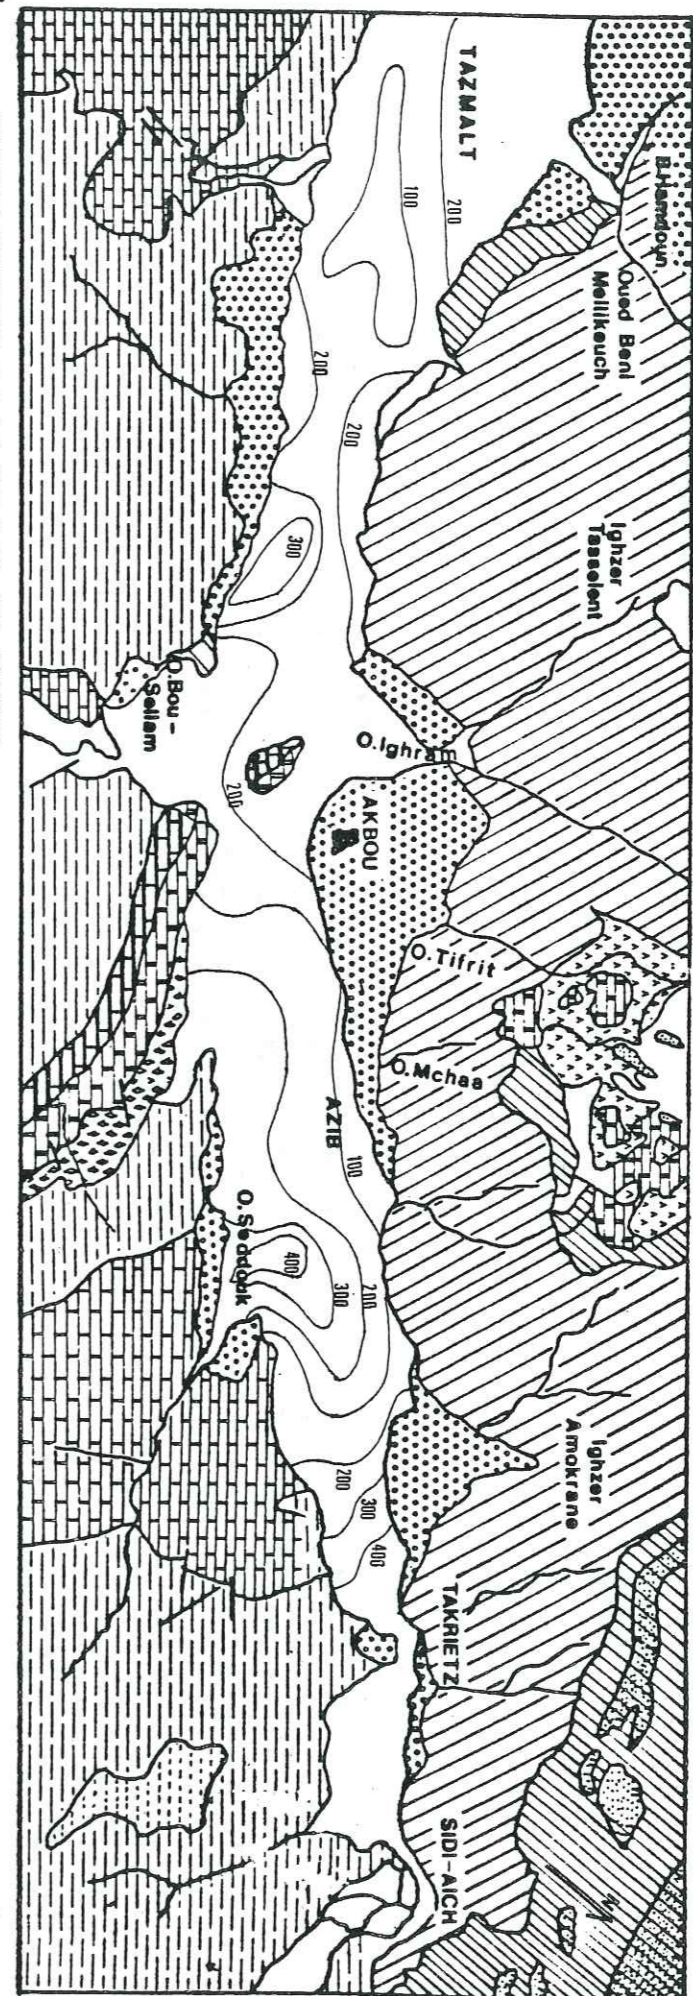 TAZMALT
200
100
B.Hamdoun
Oued Beni
Mellikeuch
200
200
300
Ighzer
Tasselent
O.Bou-
Sellam
O.Ighram
200
AKBOU
O.Tifrit
O.Mchaa
AZIB
100
O.Seddouk
400
300
200
200
300
400
Ighzer
Amokrane
TAKRIETZ
SIDI-AICH